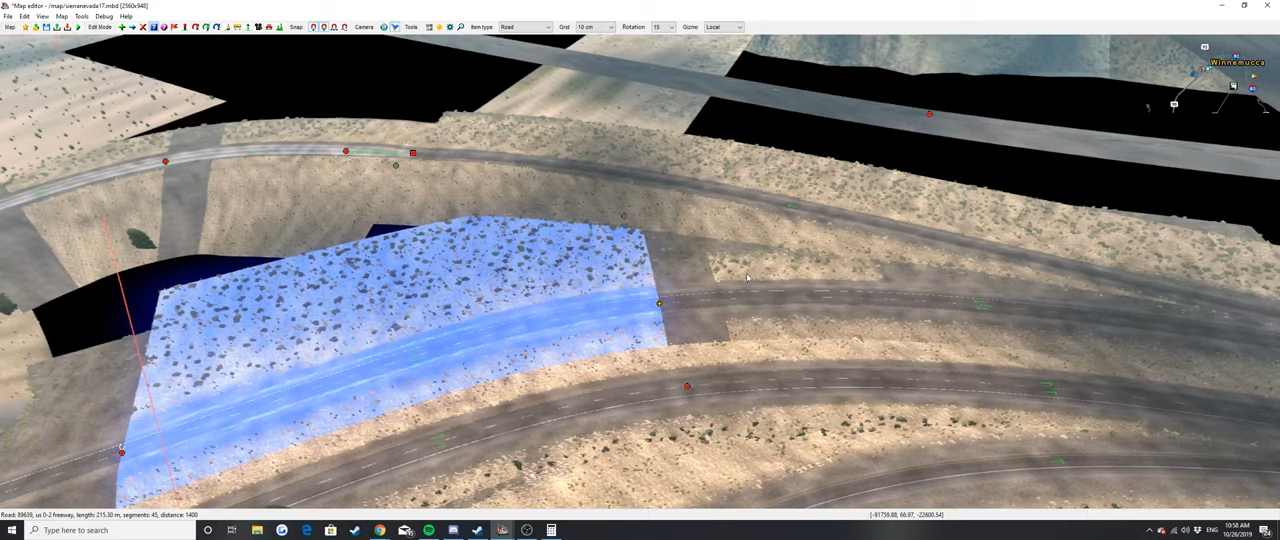 *Map editor - /map/sierranevada17.mbd [2560x948]
File Edit View Map Tools Debug Help
Map Edit Mode Snap Camera Tools Item type Road Grid 10 cm Rotation 15 Gizmo Local
Winnemucca
Road: 89639, us 0-2 freeway, length: 215.30 m, segments: 45, distance: 1400
[-91759.88, 66.97, -22600.54]
Type here to search
ENG
10:58 AM
10/26/2019